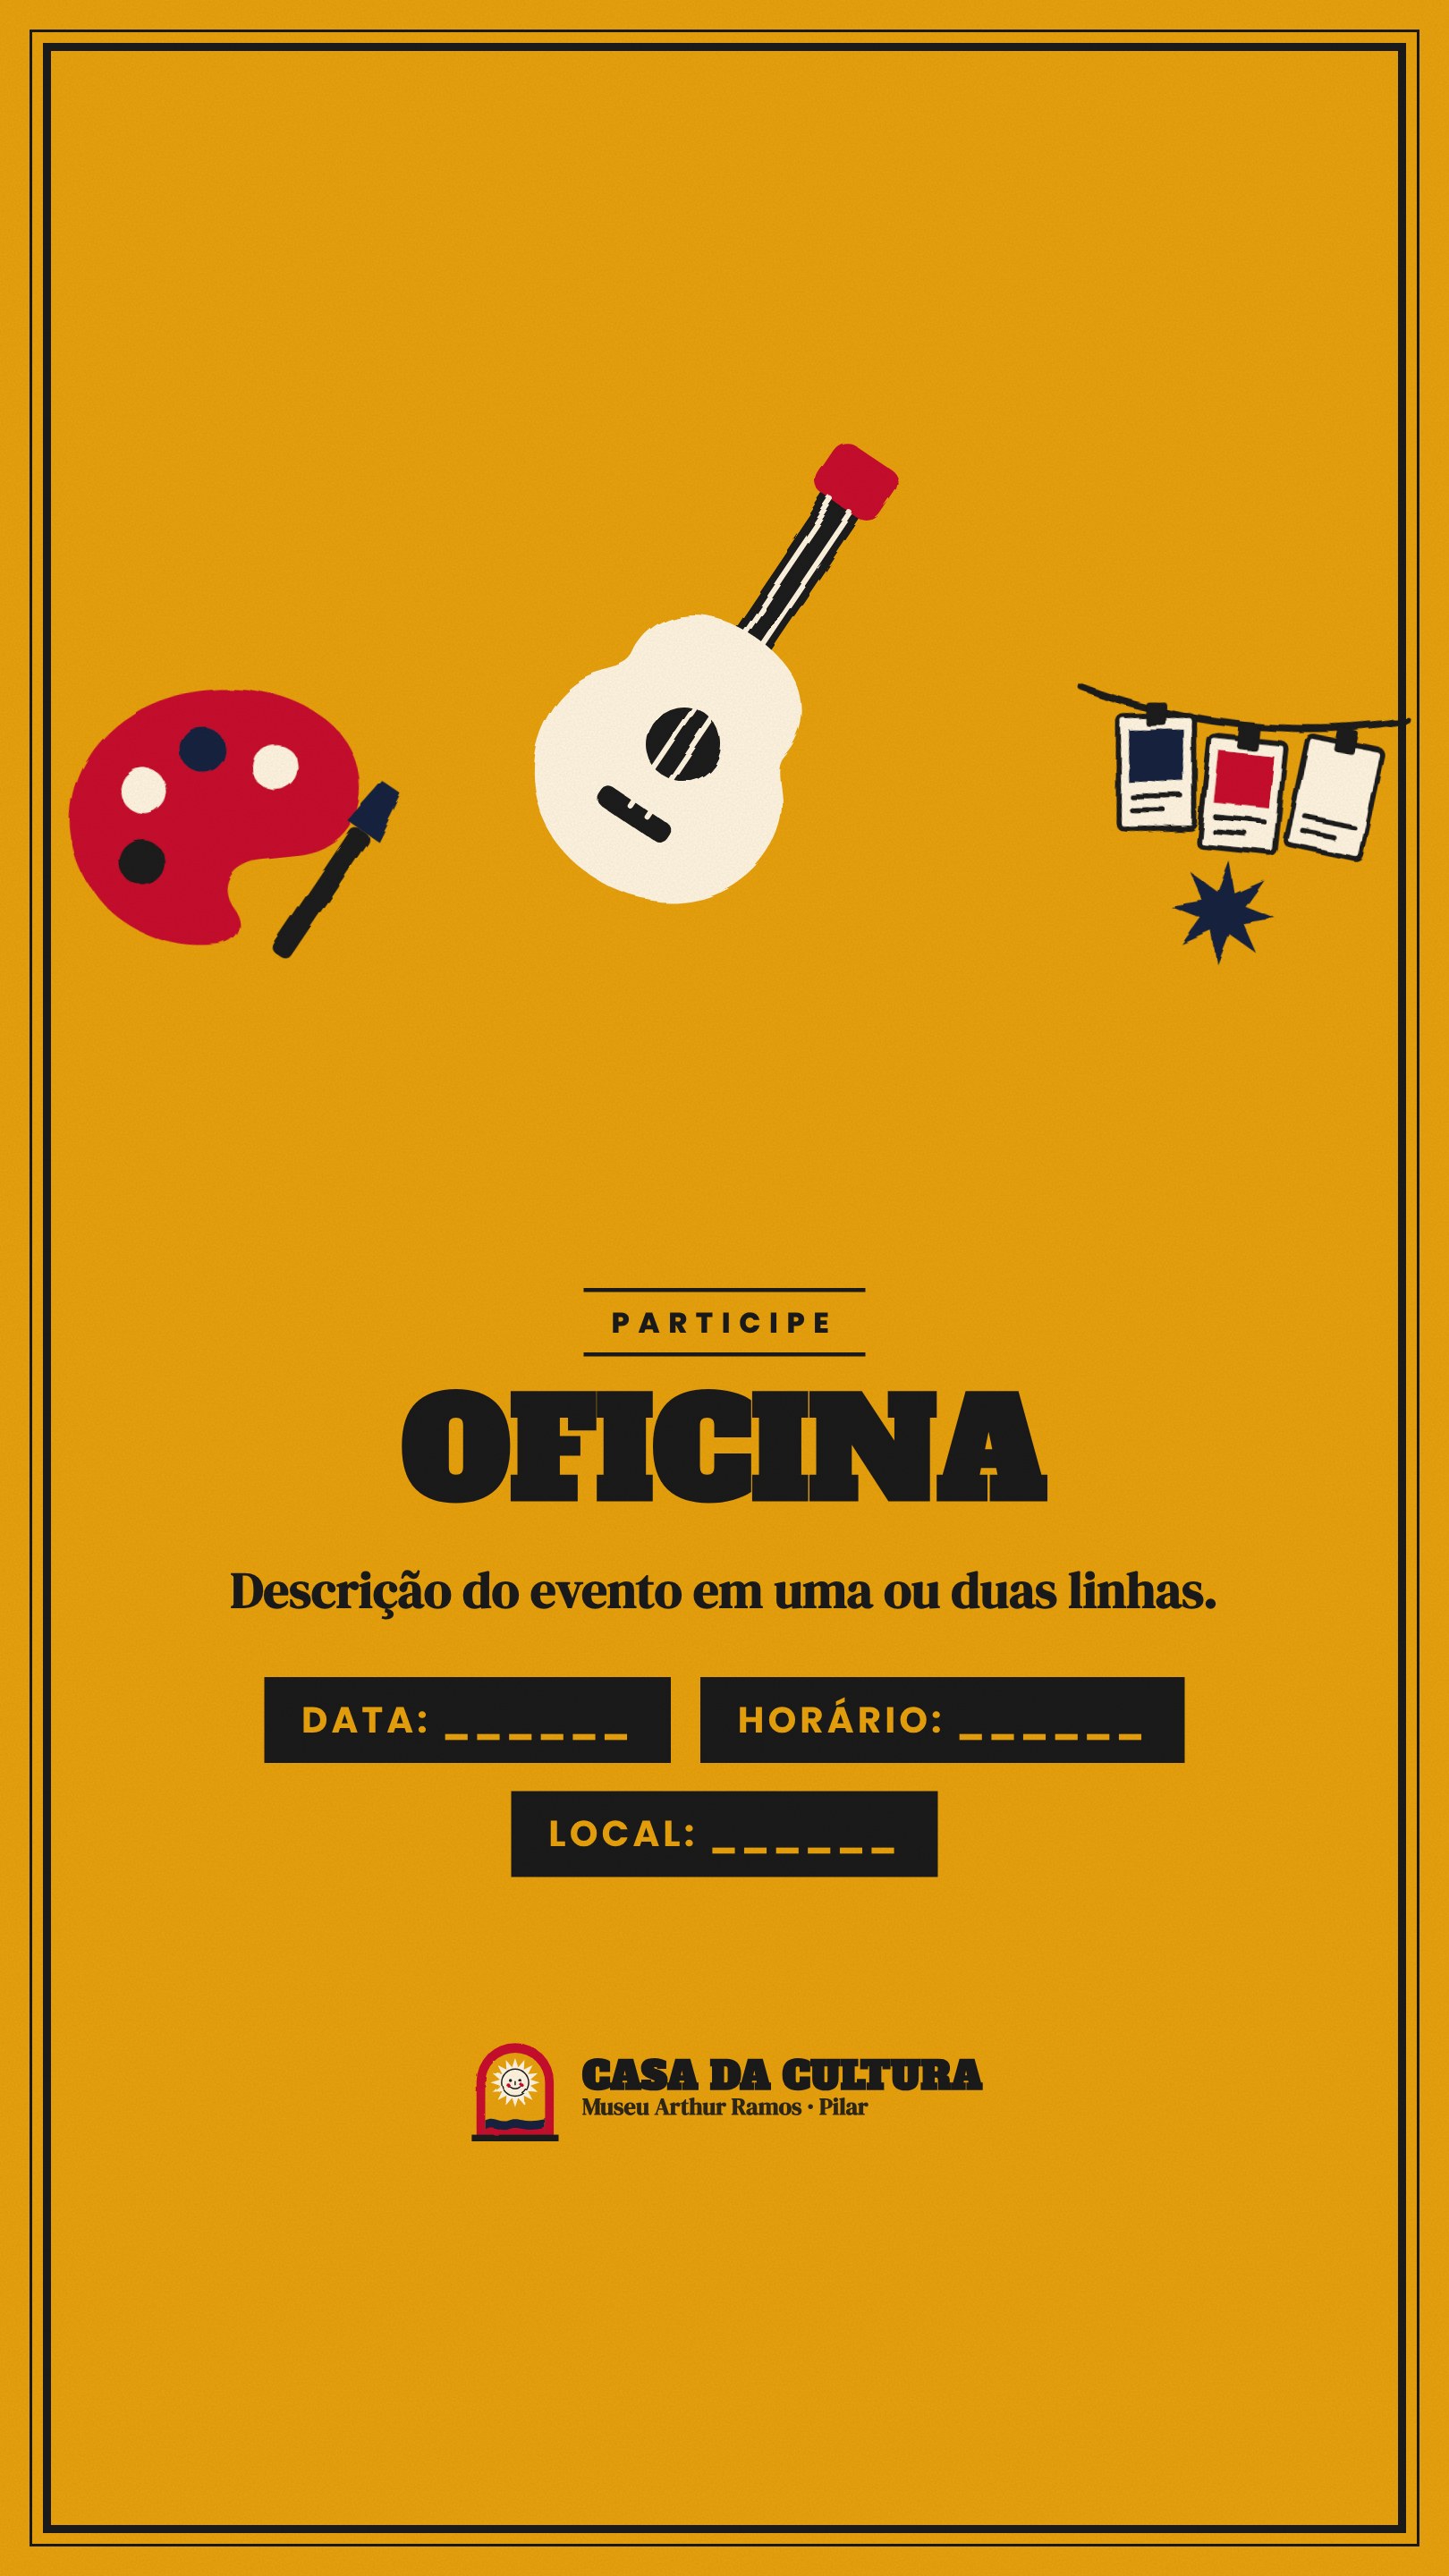 PARTICIPE
OFICINA
Descrição do evento em uma ou duas linhas.
DATA: ______ HORÁRIO: ______
LOCAL: ______
CASA DA CULTURA
Museu Arthur Ramos • Pilar